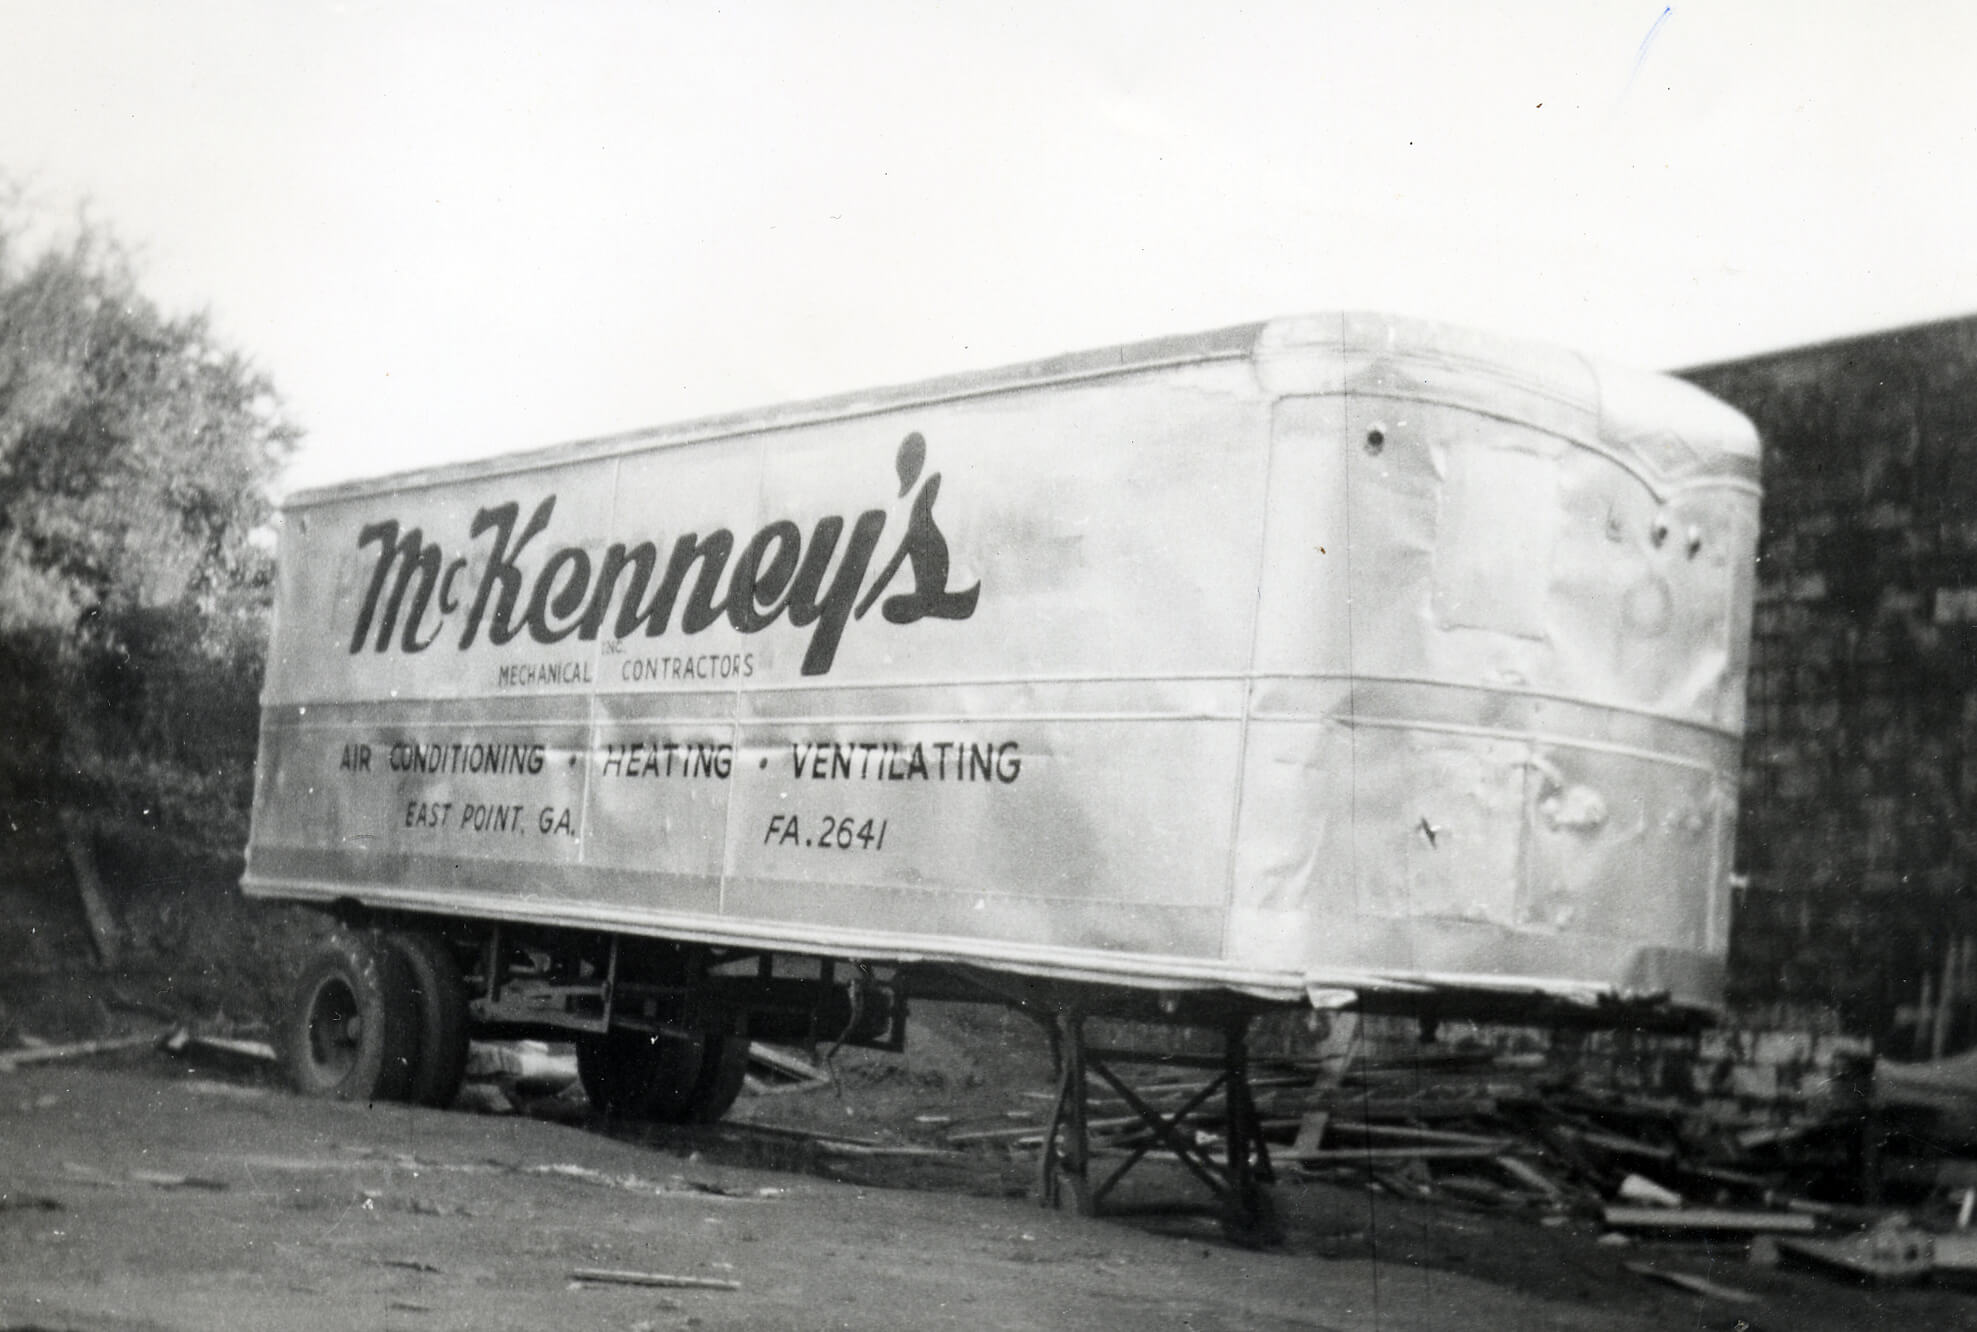 McKenney's
INC.
MECHANICAL CONTRACTORS
AIR CONDITIONING • HEATING • VENTILATING
EAST POINT, GA. FA.2641